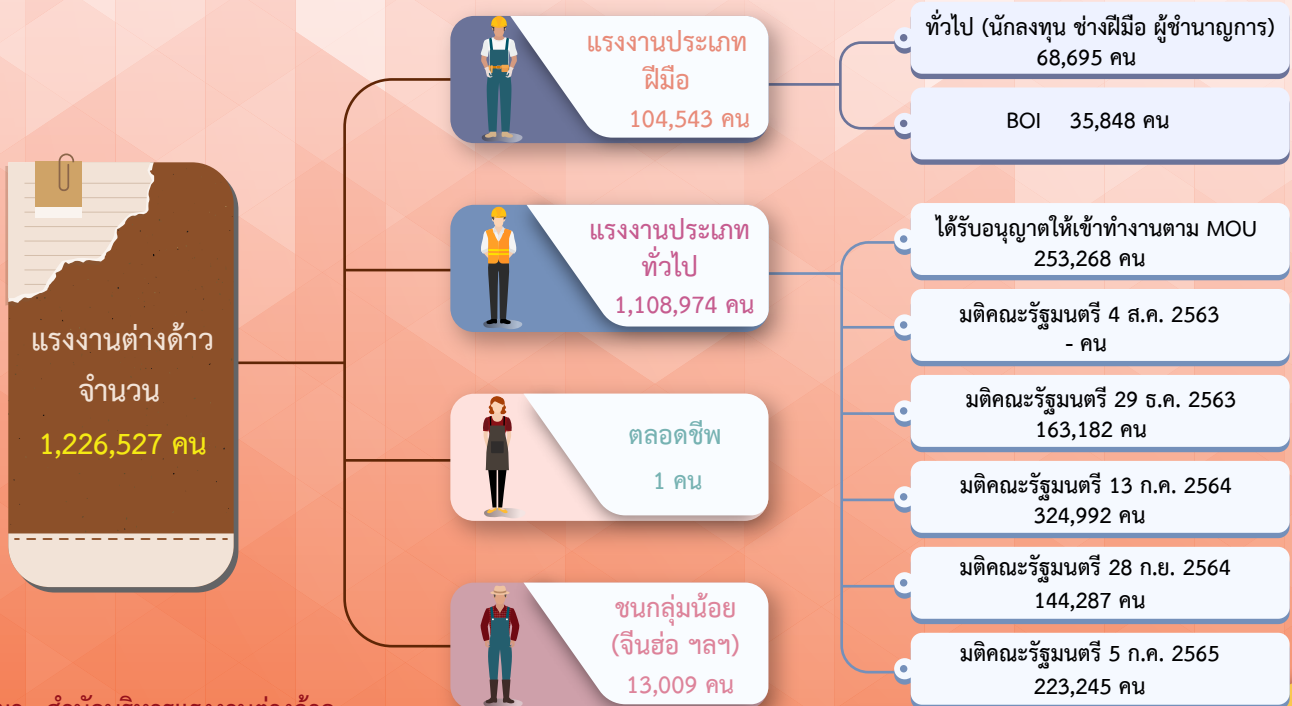 แรงงานต่างด้าว
จำนวน
1,226,527 คน
แรงงานประเภท
ฝีมือ
104,543 คน
ทั่วไป (นักลงทุน ช่างฝีมือ ผู้ชำนาญการ)
68,695 คน
BOI 35,848 คน
แรงงานประเภท
ทั่วไป
1,108,974 คน
ได้รับอนุญาตให้เข้าทำงานตาม MOU
253,268 คน
มติคณะรัฐมนตรี 4 ส.ค. 2563
- คน
มติคณะรัฐมนตรี 29 ธ.ค. 2563
163,182 คน
มติคณะรัฐมนตรี 13 ก.ค. 2564
324,992 คน
มติคณะรัฐมนตรี 28 ก.ย. 2564
144,287 คน
มติคณะรัฐมนตรี 5 ก.ค. 2565
223,245 คน
ตลอดชีพ
1 คน
ชนกลุ่มน้อย
(จีนฮ่อ ฯลฯ)
13,009 คน